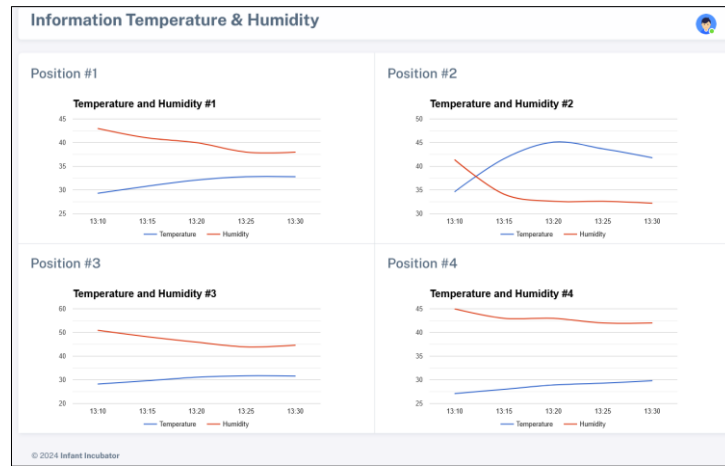 Information Temperature & Humidity
Position #1
Temperature and Humidity #1
45
40
35
30
25
13:10 13:15 13:20 13:25 13:30
Temperature Humidity
Position #2
Temperature and Humidity #2
50
45
40
35
30
13:10 13:15 13:20 13:25 13:30
Temperature Humidity
Position #3
Temperature and Humidity #3
60
50
40
30
20
13:10 13:15 13:20 13:25 13:30
Temperature Humidity
Position #4
Temperature and Humidity #4
45
40
35
30
25
13:10 13:15 13:20 13:25 13:30
Temperature Humidity
© 2024 Infant Incubator